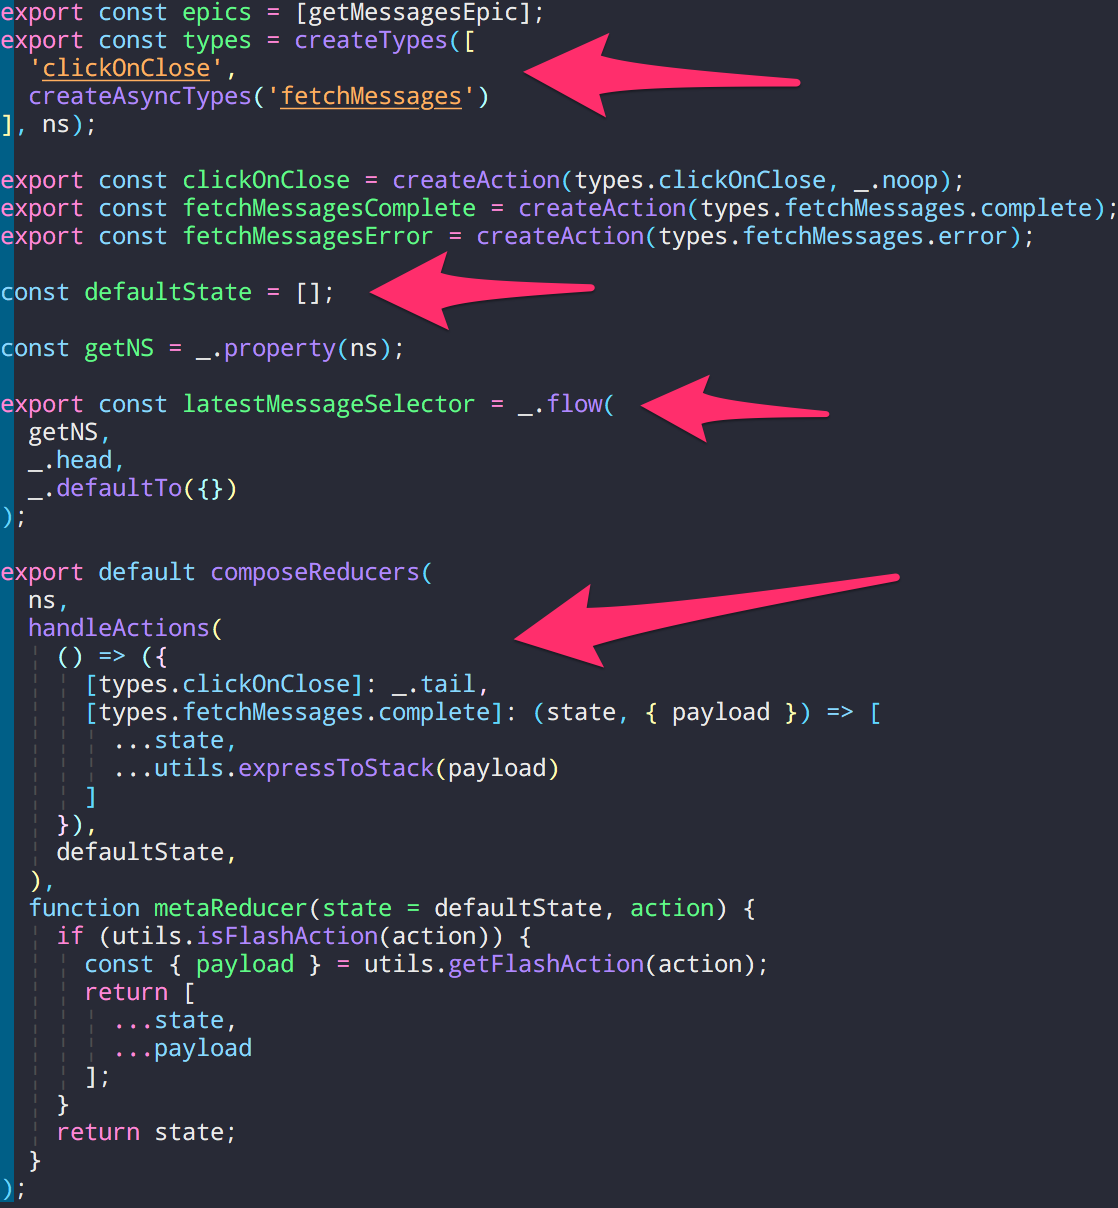 export const epics = [getMessagesEpic];
export const types = createTypes([
  'clickOnClose',
  createAsyncTypes('fetchMessages')
], ns);

export const clickOnClose = createAction(types.clickOnClose, _.noop);
export const fetchMessagesComplete = createAction(types.fetchMessages.complete);
export const fetchMessagesError = createAction(types.fetchMessages.error);

const defaultState = [];

const getNS = _.property(ns);

export const latestMessageSelector = _.flow(
  getNS,
  _.head,
  _.defaultTo({})
);

export default composeReducers(
  ns,
  handleActions(
    () => ({
      [types.clickOnClose]: _.tail,
      [types.fetchMessages.complete]: (state, { payload }) => [
        ...state,
        ...utils.expressToStack(payload)
      ]
    }),
    defaultState,
  ),
  function metaReducer(state = defaultState, action) {
    if (utils.isFlashAction(action)) {
      const { payload } = utils.getFlashAction(action);
      return [
        ...state,
        ...payload
      ];
    }
    return state;
  }
);